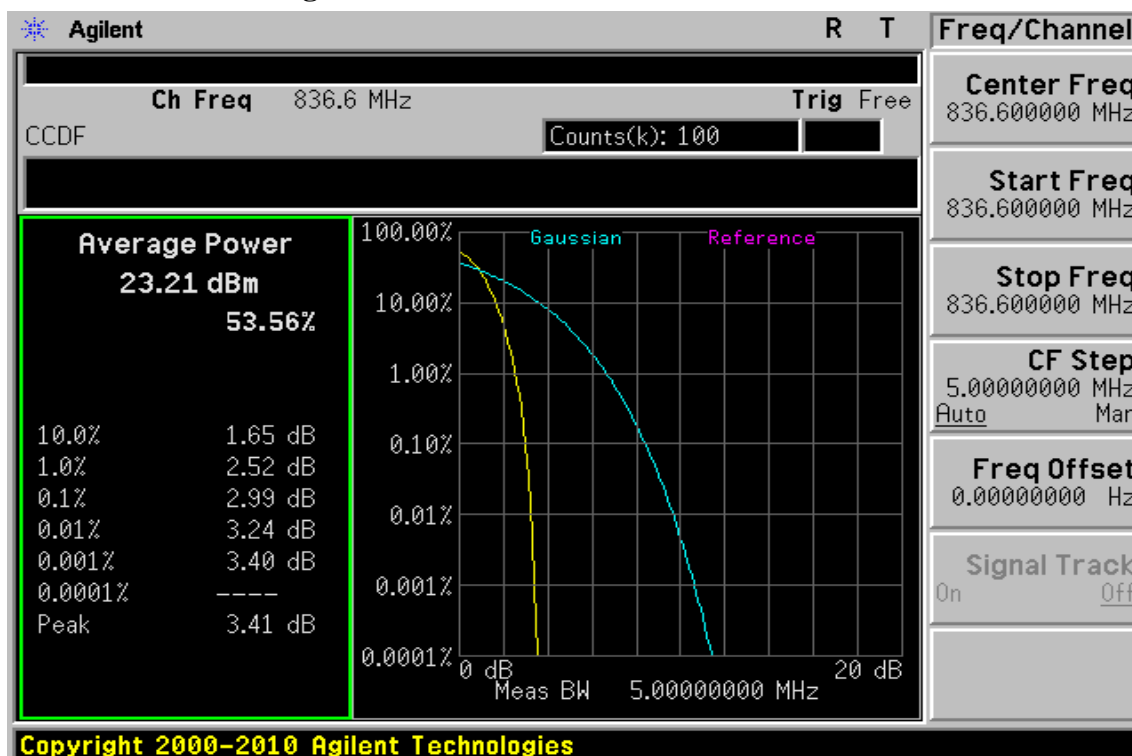 Agilent R T
Freq/Channel
Ch Freq 836.6 MHz Trig Free
CCDF Counts(k): 100
Average Power
23.21 dBm
53.56%
10.0% 1.65 dB
1.0% 2.52 dB
0.1% 2.99 dB
0.01% 3.24 dB
0.001% 3.40 dB
0.0001% ----
Peak 3.41 dB
Gaussian Reference
100.00%
10.00%
1.00%
0.10%
0.01%
0.001%
0.0001%
0 dB 20 dB
Meas BW 5.00000000 MHz
Center Freq
836.600000 MHz
Start Freq
836.600000 MHz
Stop Freq
836.600000 MHz
CF Step
5.00000000 MHz
Auto Man
Freq Offset
0.00000000 Hz
Signal Track
On Off
Copyright 2000-2010 Agilent Technologies